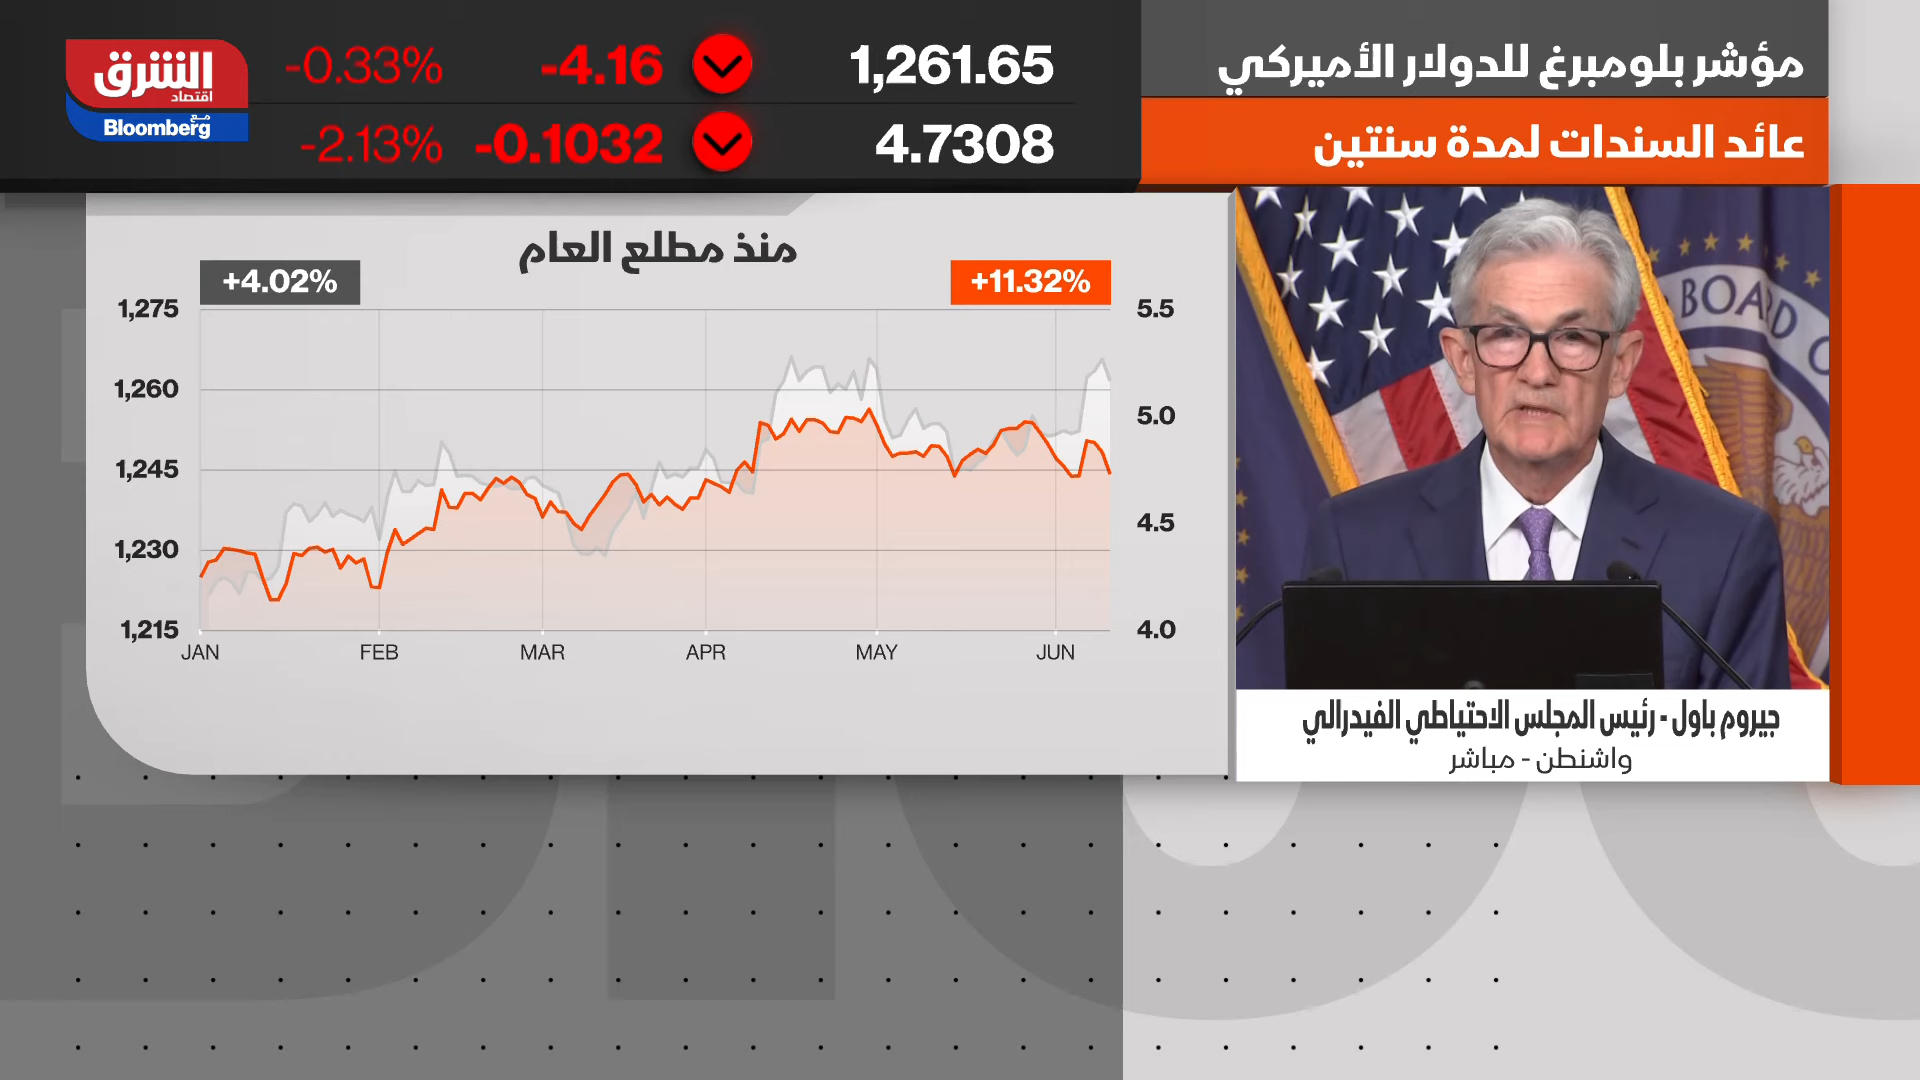 مؤشر بلومبرغ للدولار الأميركي
1,261.65
-4.16
-0.33%
عائد السندات لمدة سنتين
4.7308
-0.1032
-2.13%
الشرق
اقتصاد
مع
Bloomberg
منذ مطلع العام
+4.02%
+11.32%
1,275
1,260
1,245
1,230
1,215
5.5
5.0
4.5
4.0
JAN FEB MAR APR MAY JUN
BOARD O
جيروم باول - رئيس المجلس الاحتياطي الفيدرالي
واشنطن - مباشر